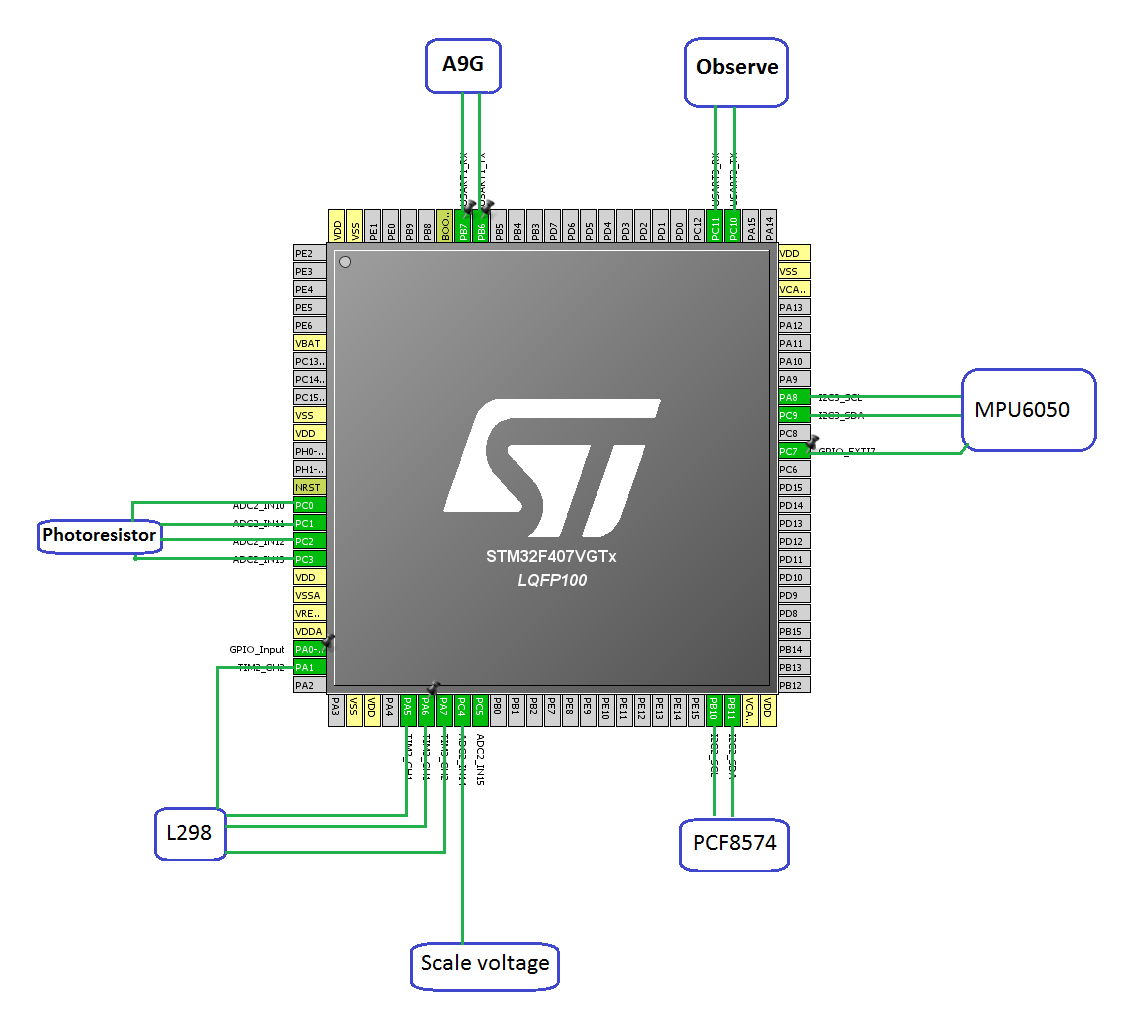 A9G
Observe
USART1_RX
USART1_TX
USART3_RX
USART3_TX
VDD
VSS
PE1
PE0
PB9
PB8
BOO..
PB7
PB6
PB5
PB4
PB3
PD7
PD6
PD5
PD4
PD3
PD2
PD1
PD0
PC12
PC11
PC10
PA15
PA14
PE2
PE3
PE4
PE5
PE6
VBAT
PC13..
PC14..
PC15..
VSS
VDD
PH0-..
PH1-..
NRST
ADC2_IN10 PC0
ADC2_IN11 PC1
ADC2_IN12 PC2
ADC2_IN13 PC3
Photoresistor
VDD
VSSA
VRE..
VDDA
GPIO_Input PA0-..
TIM2_CH2 PA1
PA2
STM32F407VGTx
LQFP100
VDD
VSS
VCA..
PA13
PA12
PA11
PA10
PA9
PA8 I2C3_SCL
PC9 I2C3_SDA
PC8
PC7 GPIO_EXTI7
PC6
MPU6050
PD15
PD14
PD13
PD12
PD11
PD10
PD9
PD8
PB15
PB14
PB13
PB12
PA3
VSS
VDD
PA4
PA5
PA6
PA7
PC4
PC5
PB0
PB1
PB2
PE7
PE8
PE9
PE10
PE11
PE12
PE13
PE14
PE15
PB10
PB11
VCA..
VDD
TIM2_CH1
TIM3_CH1
TIM3_CH2
ADC2_IN14
ADC2_IN15
I2C2_SCL
I2C2_SDA
L298
PCF8574
Scale voltage